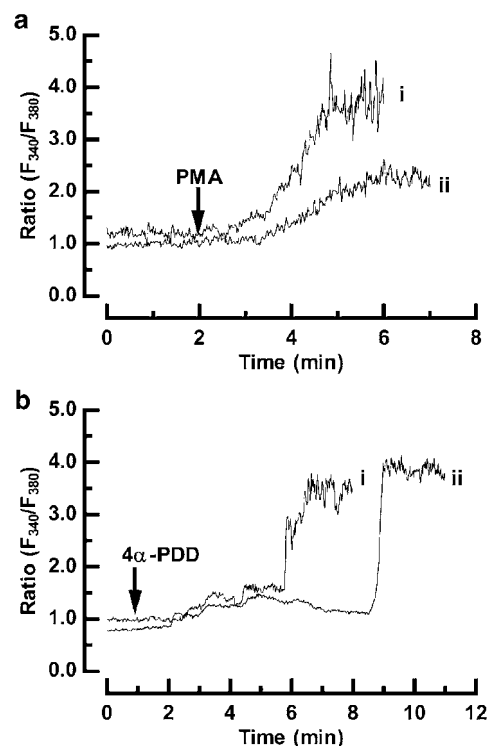 a
5.0
4.0
3.0
2.0
1.0
0.0
Ratio (F340/F380)
PMA
i
ii
0 2 4 6 8
Time (min)
b
5.0
4.0
3.0
2.0
1.0
0.0
Ratio (F340/F380)
4α-PDD
i
ii
0 2 4 6 8 10 12
Time (min)